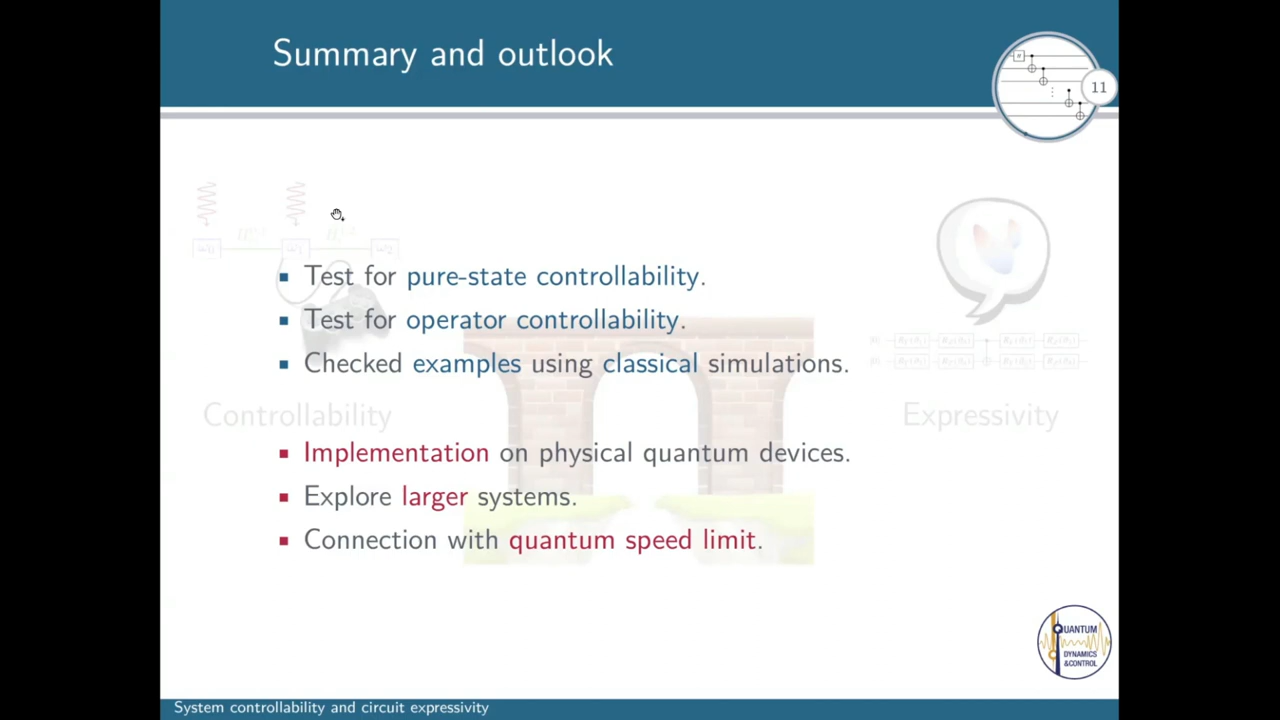 Summary and outlook
11
Test for pure-state controllability.
Test for operator controllability.
Checked examples using classical simulations.
Controllability
Expressivity
Implementation on physical quantum devices.
Explore larger systems.
Connection with quantum speed limit.
QUANTUM
DYNAMICS
&CONTROL
System controllability and circuit expressivity